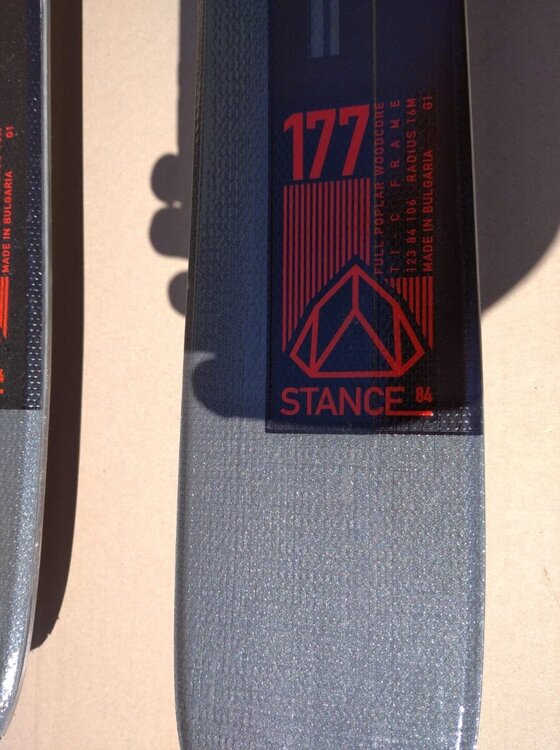 177
FULL POPLAR WOODCORE
TI-C FRAME
123 84 106 RADIUS 16M
MADE IN BULGARIA G1
STANCE 84
MADE IN BULGARIA G1